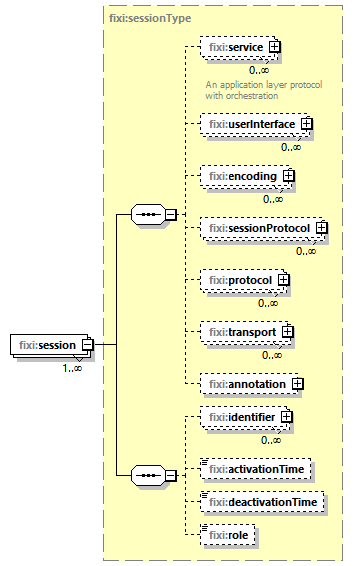 fixi:sessionType
fixi:service
0..∞
An application layer protocol
with orchestration
fixi:userInterface
0..∞
fixi:encoding
0..∞
fixi:sessionProtocol
0..∞
fixi:protocol
0..∞
fixi:transport
0..∞
fixi:session
1..∞
fixi:annotation
fixi:identifier
0..∞
fixi:activationTime
fixi:deactivationTime
fixi:role